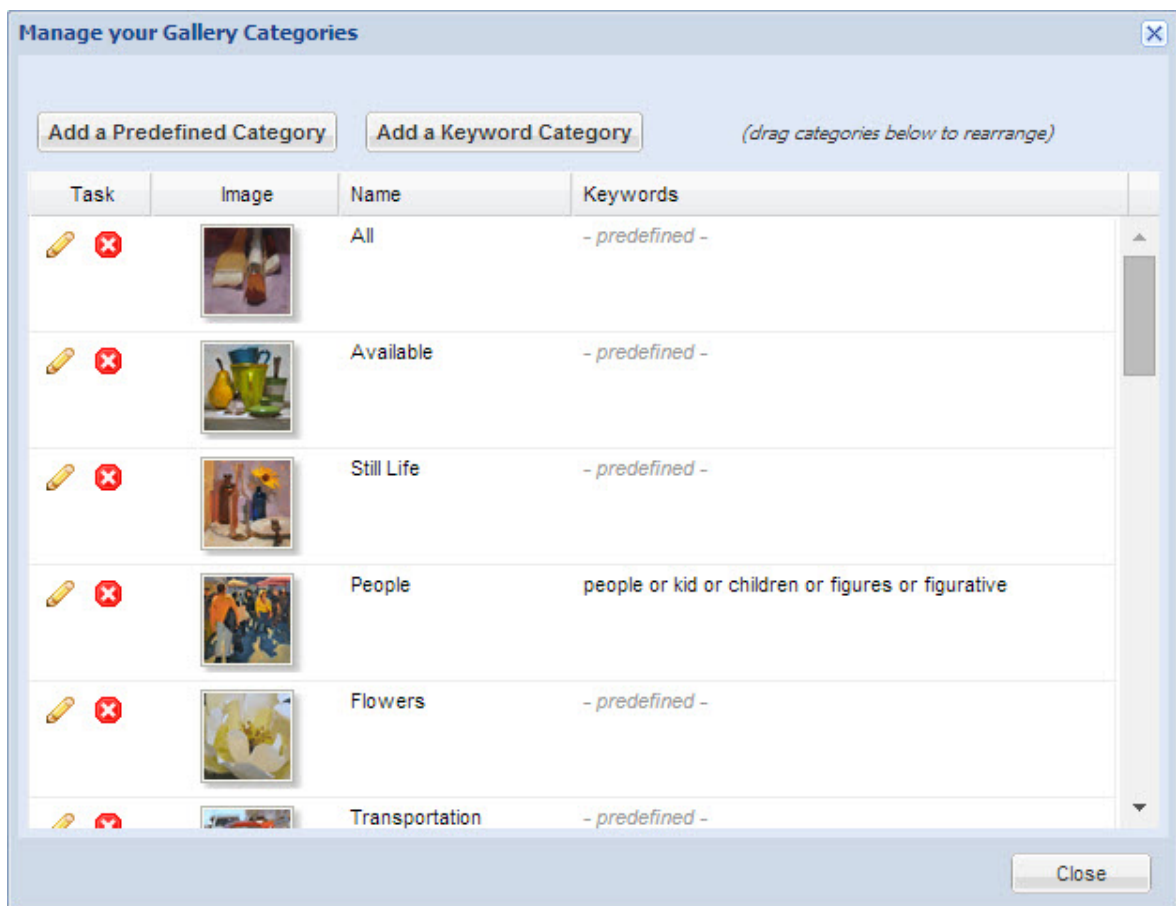 Manage your Gallery Categories
Add a Predefined Category Add a Keyword Category (drag categories below to rearrange)
Task Image Name Keywords
All - predefined -
Available - predefined -
Still Life - predefined -
People people or kid or children or figures or figurative
Flowers - predefined -
Transportation - predefined -
Close